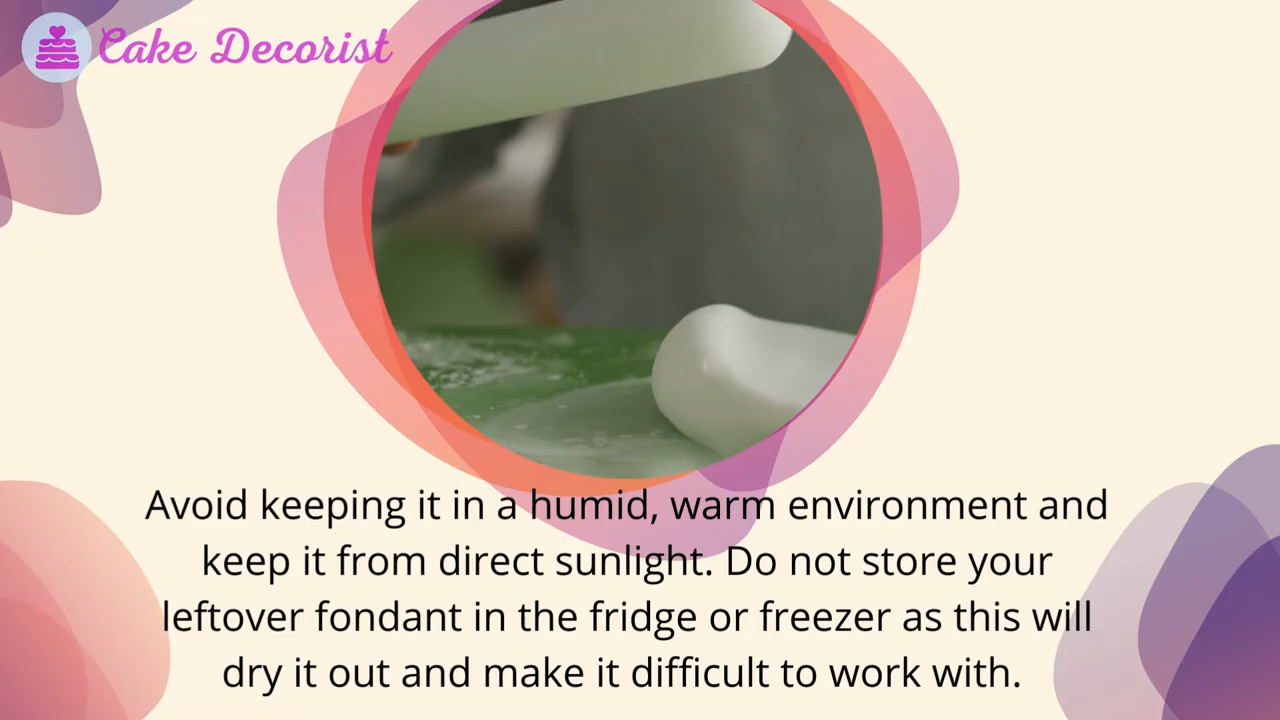 Cake Decorist
Avoid keeping it in a humid, warm environment and
keep it from direct sunlight. Do not store your
leftover fondant in the fridge or freezer as this will
dry it out and make it difficult to work with.